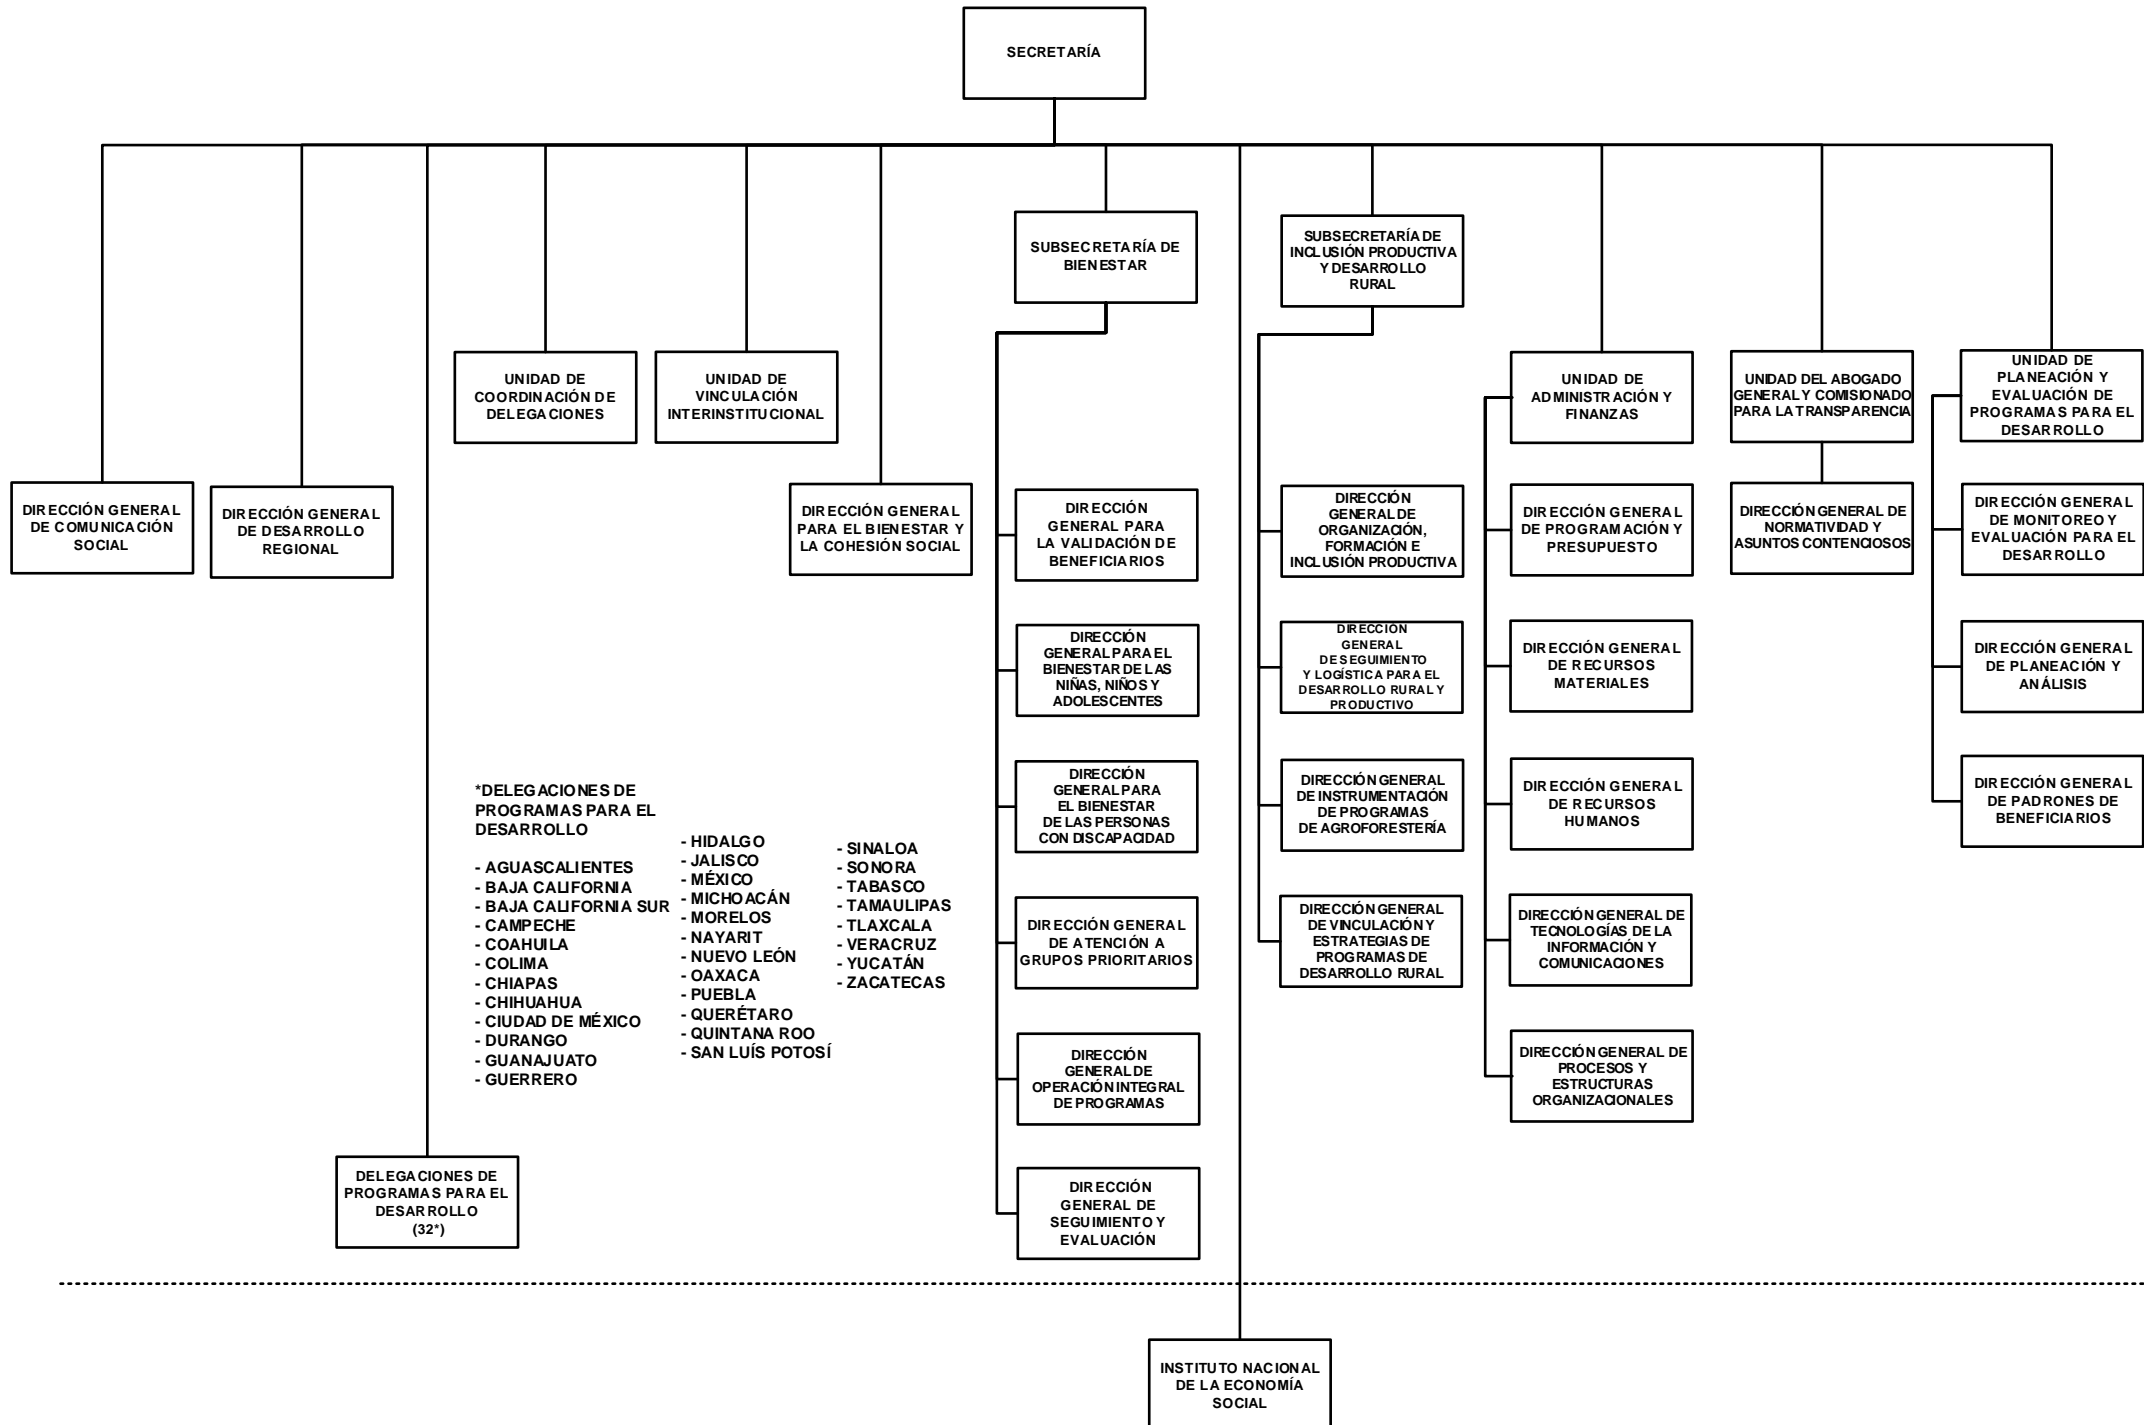 SECRETARÍA
SUBSECRETARÍA DE
BIENESTAR
SUBSECRETARÍA DE
INCLUSIÓN PRODUCTIVA
Y DESARROLLO
RURAL
UNIDAD DE
COORDINACIÓN DE
DELEGACIONES
UNIDAD DE
VINCULACIÓN
INTERINSTITUCIONAL
UNIDAD DE
ADMINISTRACIÓN Y
FINANZAS
UNIDAD DEL ABOGADO
GENERAL Y COMISIONADO
PARA LA TRANSPARENCIA
UNIDAD DE
PLANEACIÓN Y
EVALUACIÓN DE
PROGRAMAS PARA EL
DESARROLLO
DIRECCIÓN GENERAL
DE COMUNICACIÓN
SOCIAL
DIRECCIÓN GENERAL
DE DESARROLLO
REGIONAL
DIRECCIÓN GENERAL
PARA EL BIENESTAR Y
LA COHESIÓN SOCIAL
DIRECCIÓN
GENERAL PARA
LA VALIDACIÓN DE
BENEFICIARIOS
DIRECCIÓN
GENERAL DE
ORGANIZACIÓN,
FORMACIÓN E
INCLUSIÓN PRODUCTIVA
DIRECCIÓN GENERAL
DE PROGRAMACIÓN Y
PRESUPUESTO
DIRECCIÓN GENERAL DE
NORMATIVIDAD Y
ASUNTOS CONTENCIOSOS
DIRECCIÓN GENERAL
DE MONITOREO Y
EVALUACIÓN PARA EL
DESARROLLO
DIRECCIÓN
GENERAL PARA EL
BIENESTAR DE LAS
NIÑAS, NIÑOS Y
ADOLESCENTES
DIRECCIÓN
GENERAL
DE SEGUIMIENTO
Y LOGÍSTICA PARA EL
DESARROLLO RURAL Y
PRODUCTIVO
DIRECCIÓN GENERAL
DE RECURSOS
MATERIALES
DIRECCIÓN GENERAL
DE PLANEACIÓN Y
ANÁLISIS
DIRECCIÓN
GENERAL PARA
EL BIENESTAR
DE LAS PERSONAS
CON DISCAPACIDAD
DIRECCIÓN GENERAL
DE INSTRUMENTACIÓN
DE PROGRAMAS
DE AGROFORESTERÍA
DIRECCIÓN GENERAL
DE RECURSOS
HUMANOS
DIRECCIÓN GENERAL
DE PADRONES DE
BENEFICIARIOS
*DELEGACIONES DE
PROGRAMAS PARA EL
DESARROLLO
- AGUASCALIENTES
- BAJA CALIFORNIA
- BAJA CALIFORNIA SUR
- CAMPECHE
- COAHUILA
- COLIMA
- CHIAPAS
- CHIHUAHUA
- CIUDAD DE MÉXICO
- DURANGO
- GUANAJUATO
- GUERRERO
- HIDALGO
- JALISCO
- MÉXICO
- MICHOACÁN
- MORELOS
- NAYARIT
- NUEVO LEÓN
- OAXACA
- PUEBLA
- QUERÉTARO
- QUINTANA ROO
- SAN LUÍS POTOSÍ
- SINALOA
- SONORA
- TABASCO
- TAMAULIPAS
- TLAXCALA
- VERACRUZ
- YUCATÁN
- ZACATECAS
DIRECCIÓN GENERAL
DE ATENCIÓN A
GRUPOS PRIORITARIOS
DIRECCIÓN GENERAL
DE VINCULACIÓN Y
ESTRATEGIAS DE
PROGRAMAS DE
DESARROLLO RURAL
DIRECCIÓN GENERAL DE
TECNOLOGÍAS DE LA
INFORMACIÓN Y
COMUNICACIONES
DIRECCIÓN
GENERAL DE
OPERACIÓN INTEGRAL
DE PROGRAMAS
DIRECCIÓN GENERAL DE
PROCESOS Y
ESTRUCTURAS
ORGANIZACIONALES
DELEGACIONES DE
PROGRAMAS PARA EL
DESARROLLO
(32*)
DIRECCIÓN
GENERAL DE
SEGUIMIENTO Y
EVALUACIÓN
INSTITUTO NACIONAL
DE LA ECONOMÍA
SOCIAL